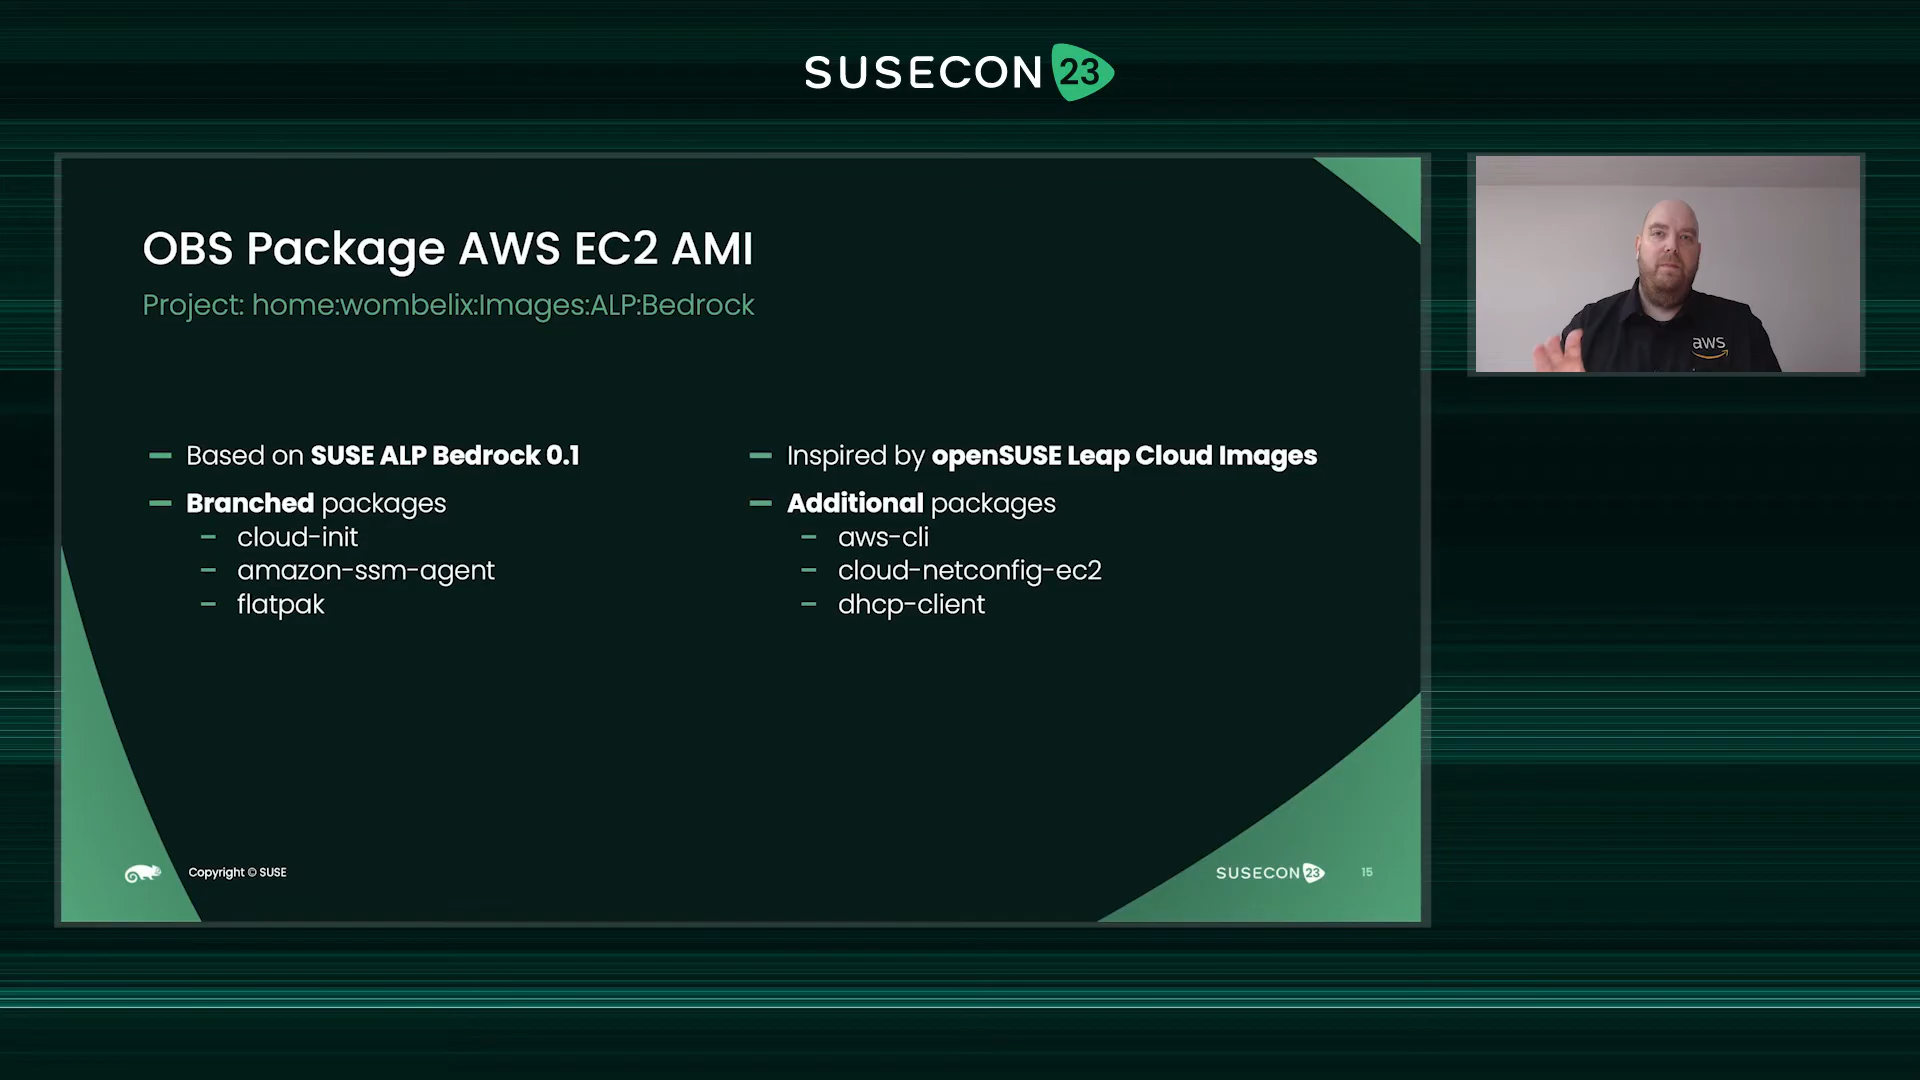 SUSECON 23
OBS Package AWS EC2 AMI
Project: home:wombelix:Images:ALP:Bedrock
Based on SUSE ALP Bedrock 0.1
Branched packages
cloud-init
amazon-ssm-agent
flatpak
Inspired by openSUSE Leap Cloud Images
Additional packages
aws-cli
cloud-netconfig-ec2
dhcp-client
aws
Copyright © SUSE
SUSECON 23
15